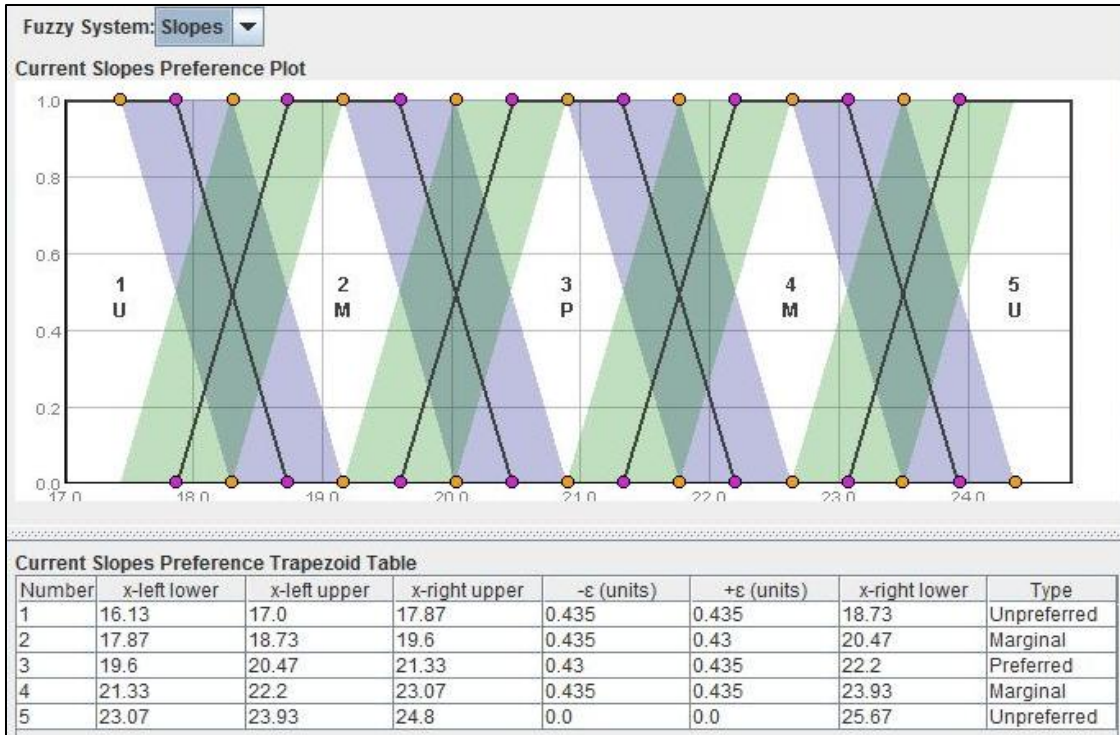 Fuzzy System: Slopes
Current Slopes Preference Plot
1.0
0.8
0.6
0.4
0.2
0.0
1 2 3 4 5
U M P M U
17.0 18.0 19.0 20.0 21.0 22.0 23.0 24.0
Current Slopes Preference Trapezoid Table
Number x-left lower x-left upper x-right upper -ε (units) +ε (units) x-right lower Type
1 16.13 17.0 17.87 0.435 0.435 18.73 Unpreferred
2 17.87 18.73 19.6 0.435 0.43 20.47 Marginal
3 19.6 20.47 21.33 0.43 0.435 22.2 Preferred
4 21.33 22.2 23.07 0.435 0.435 23.93 Marginal
5 23.07 23.93 24.8 0.0 0.0 25.67 Unpreferred